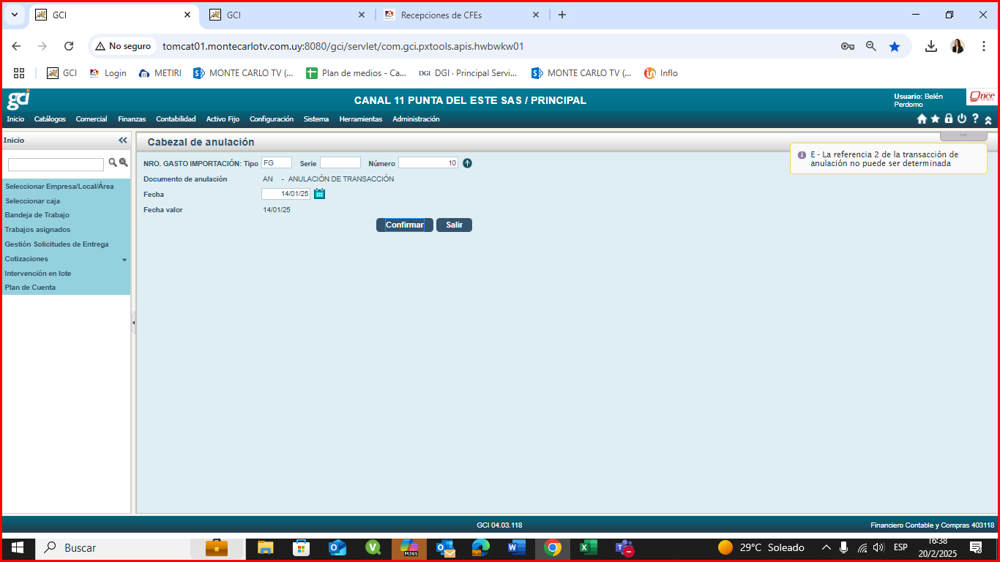 GCI
GCI
Recepciones de CFEs
No seguro
tomcat01.montecarlotv.com.uy:8080/gci/servlet/com.gci.pxtools.apis.hwbwkw01
GCI
Login
METIRI
MONTE CARLO TV (...
Plan de medios - Ca...
DGI
DGI · Principal Servi...
MONTE CARLO TV (...
Inflo
gci
CANAL 11 PUNTA DEL ESTE SAS / PRINCIPAL
Usuario: Belén
Perdomo
Once
Inicio Catálogos Comercial Finanzas Contabilidad Activo Fijo Configuración Sistema Herramientas Administración
Inicio
Cabezal de anulación
NRO. GASTO IMPORTACIÓN: Tipo FG Serie Número 10
E - La referencia 2 de la transacción de
anulación no puede ser determinada
Documento de anulación AN - ANULACIÓN DE TRANSACCIÓN
Fecha 14/01/25
Fecha valor 14/01/25
Confirmar Salir
Seleccionar Empresa/Local/Área
Seleccionar caja
Bandeja de Trabajo
Trabajos asignados
Gestión Solicitudes de Entrega
Cotizaciones
Intervención en lote
Plan de Cuenta
GCI 04.03.118
Financiero Contable y Compras 403118
Buscar
M365
29°C Soleado
ESP
16:38
20/2/2025